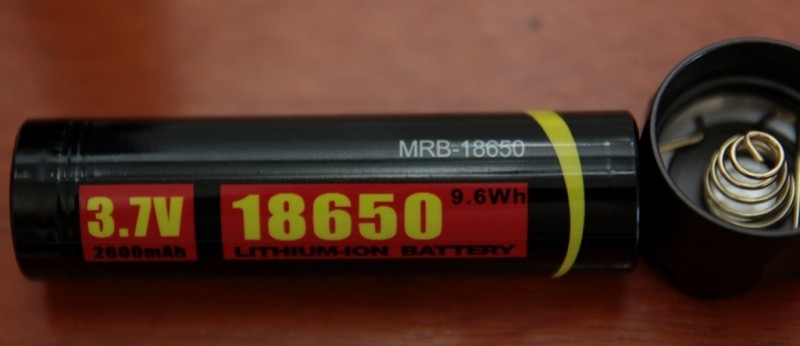 MRB-18650
3.7V
2600mAh
18650 9.6Wh
LITHIUM-ION BATTERY